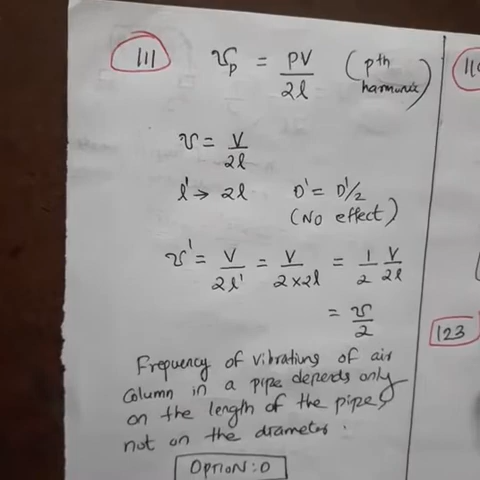 111 υp = PV/2l (pth harmonic)
υ = V/2l
l' → 2l D' = D'/2
(No effect)
υ' = V/2l' = V/2×2l = 1/2 V/2l
= υ/2
123
Frequency of vibrations of air
column in a pipe depends only
on the length of the pipe,
not on the diameter.
OPTION:D